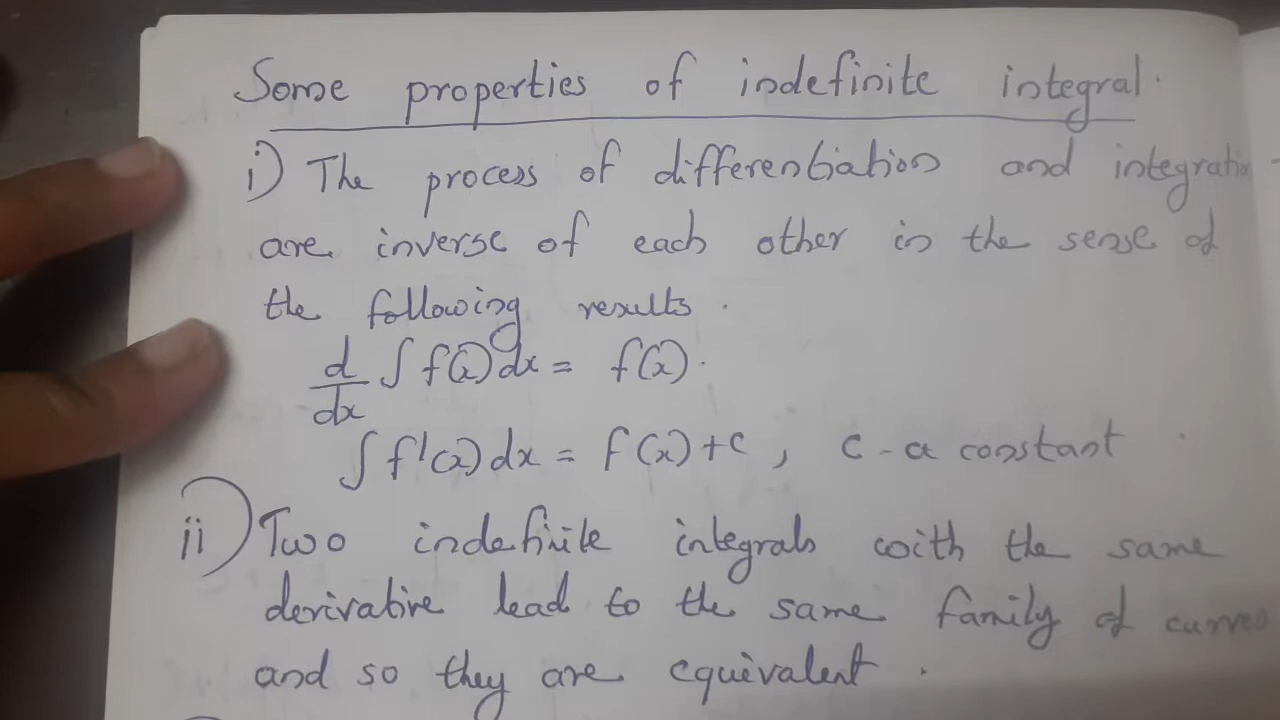 Some properties of indefinite integral.
i) The process of differentiation and integratio
are inverse of each other in the sense of
the following results.
d/dx ∫ f(x) dx = f(x).
∫ f'(x) dx = f(x) + c , c - a constant
ii) Two indefinite integrals with the same
derivative lead to the same family of curves
and so they are equivalent.